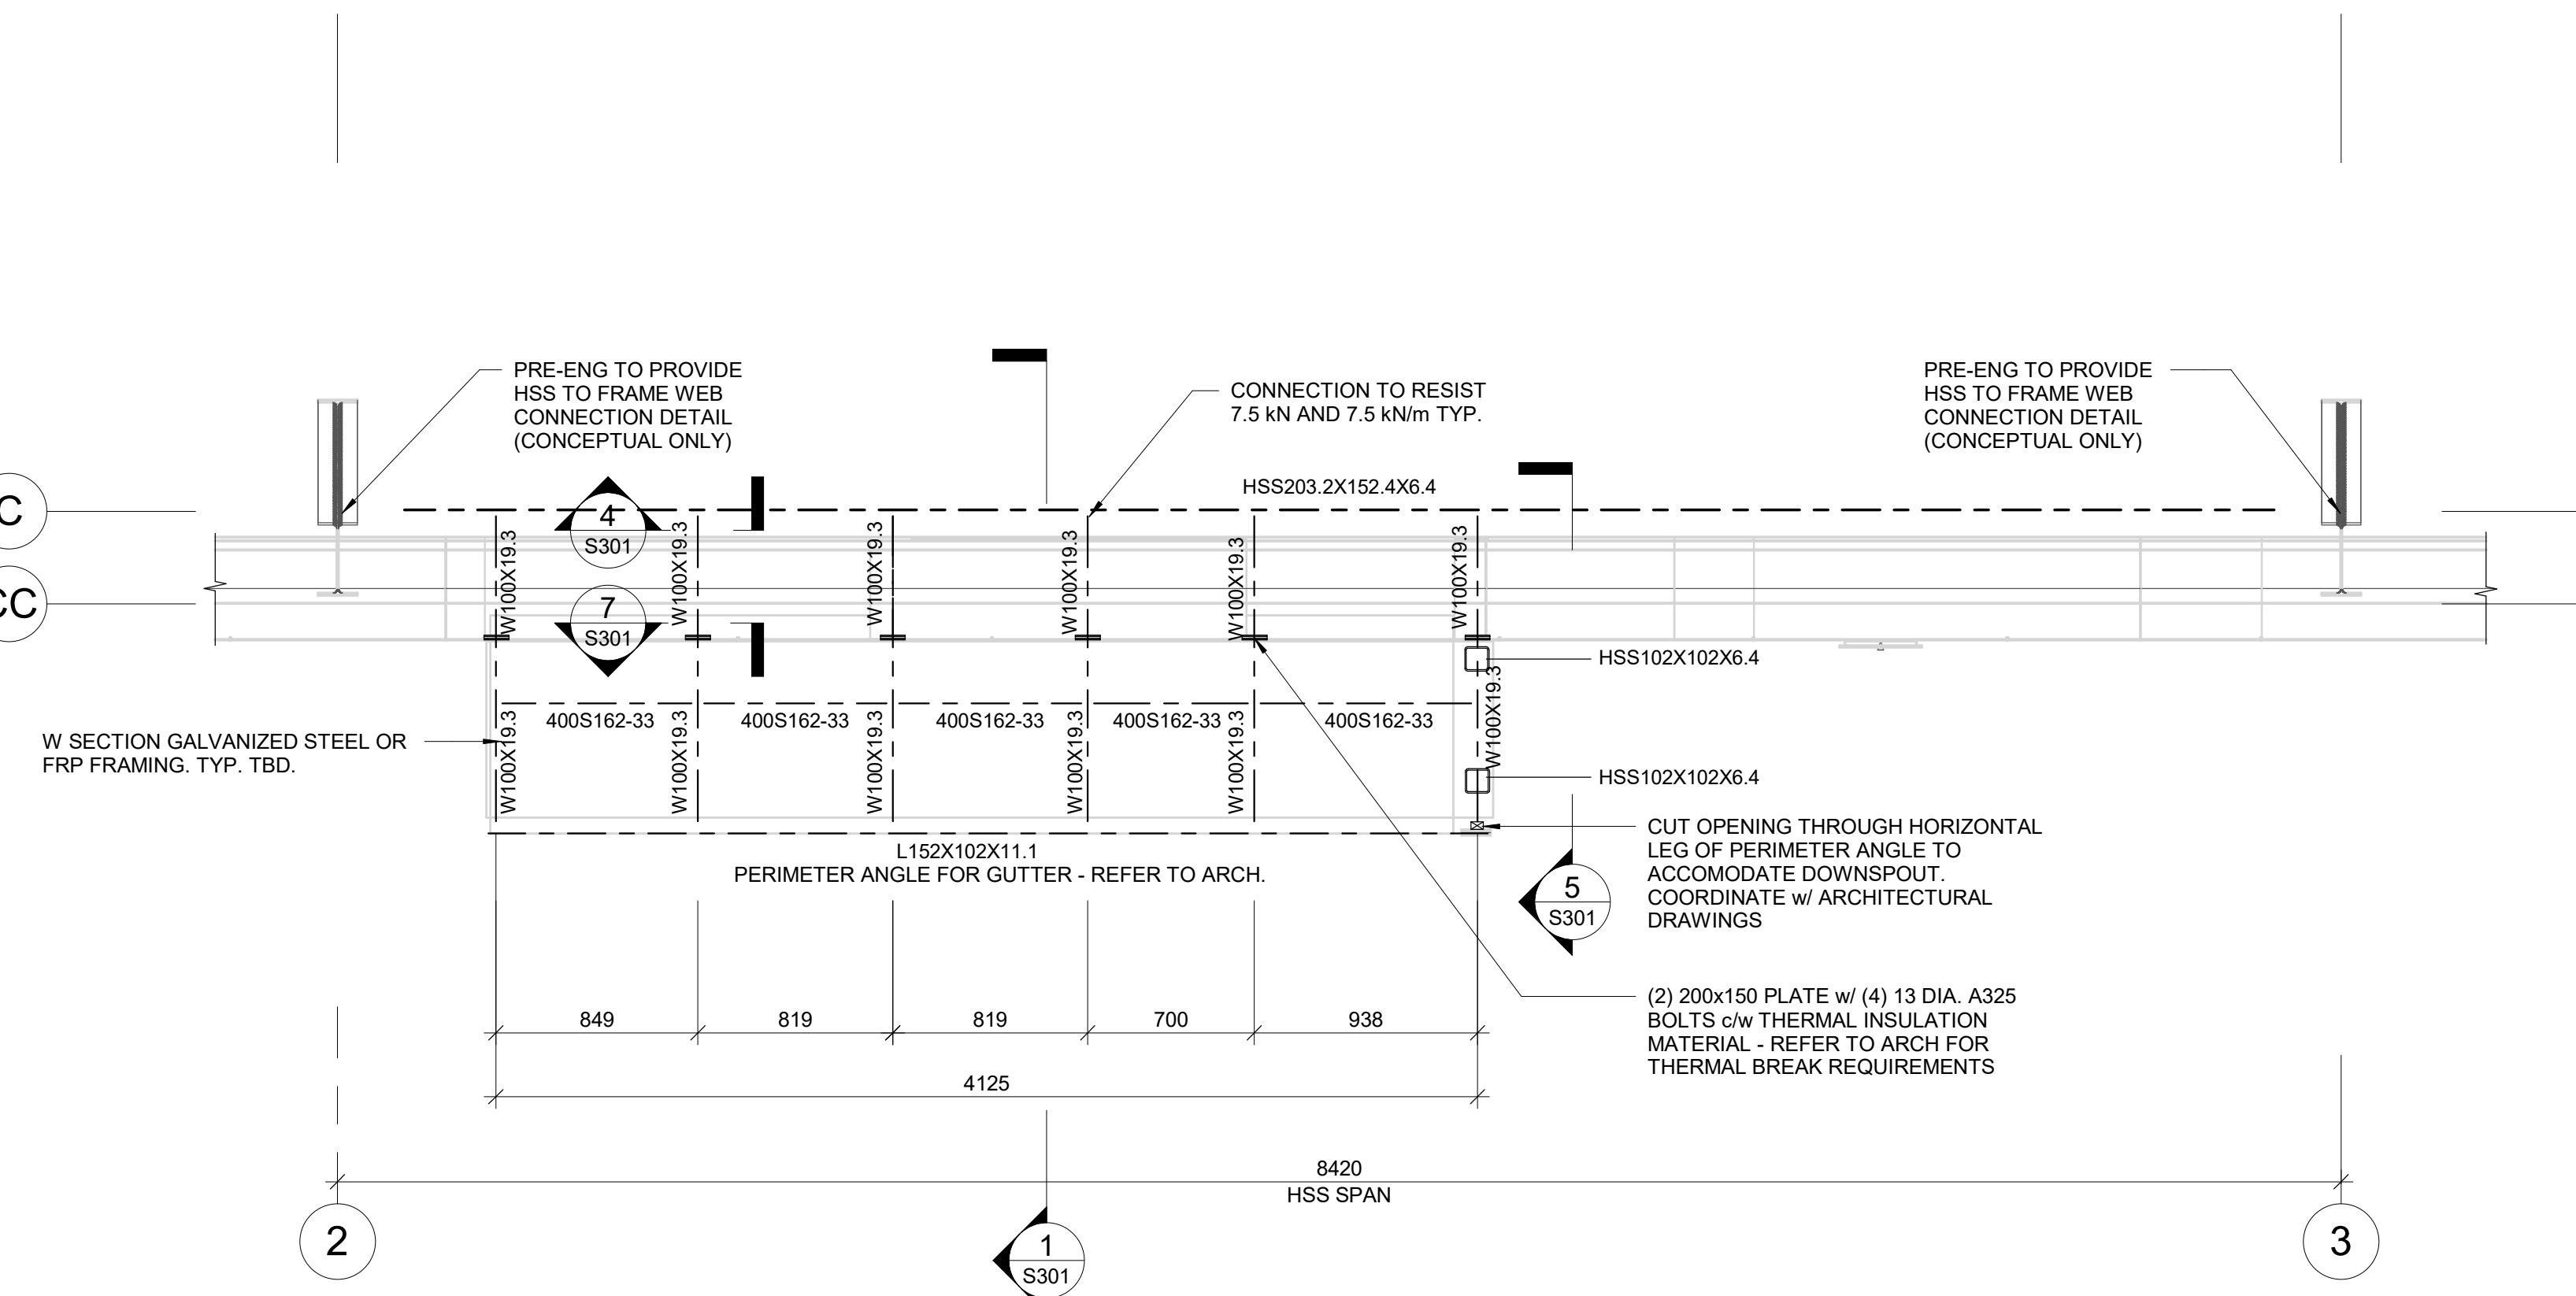 PRE-ENG TO PROVIDE
HSS TO FRAME WEB
CONNECTION DETAIL
(CONCEPTUAL ONLY)
CONNECTION TO RESIST
7.5 kN AND 7.5 kN/m TYP.
PRE-ENG TO PROVIDE
HSS TO FRAME WEB
CONNECTION DETAIL
(CONCEPTUAL ONLY)
HSS203.2X152.4X6.4
C
4
S301
W100X19.3
W100X19.3
W100X19.3
W100X19.3
W100X19.3
W100X19.3
CC
7
S301
HSS102X102X6.4
W100X19.3
400S162-33
400S162-33
400S162-33
400S162-33
400S162-33
W SECTION GALVANIZED STEEL OR
FRP FRAMING. TYP. TBD.
W100X19.3
W100X19.3
W100X19.3
W100X19.3
W100X19.3
HSS102X102X6.4
L152X102X11.1
PERIMETER ANGLE FOR GUTTER - REFER TO ARCH.
CUT OPENING THROUGH HORIZONTAL
LEG OF PERIMETER ANGLE TO
ACCOMODATE DOWNSPOUT.
COORDINATE w/ ARCHITECTURAL
DRAWINGS
5
S301
(2) 200x150 PLATE w/ (4) 13 DIA. A325
BOLTS c/w THERMAL INSULATION
MATERIAL - REFER TO ARCH FOR
THERMAL BREAK REQUIREMENTS
849
819
819
700
938
4125
8420
HSS SPAN
2
3
1
S301